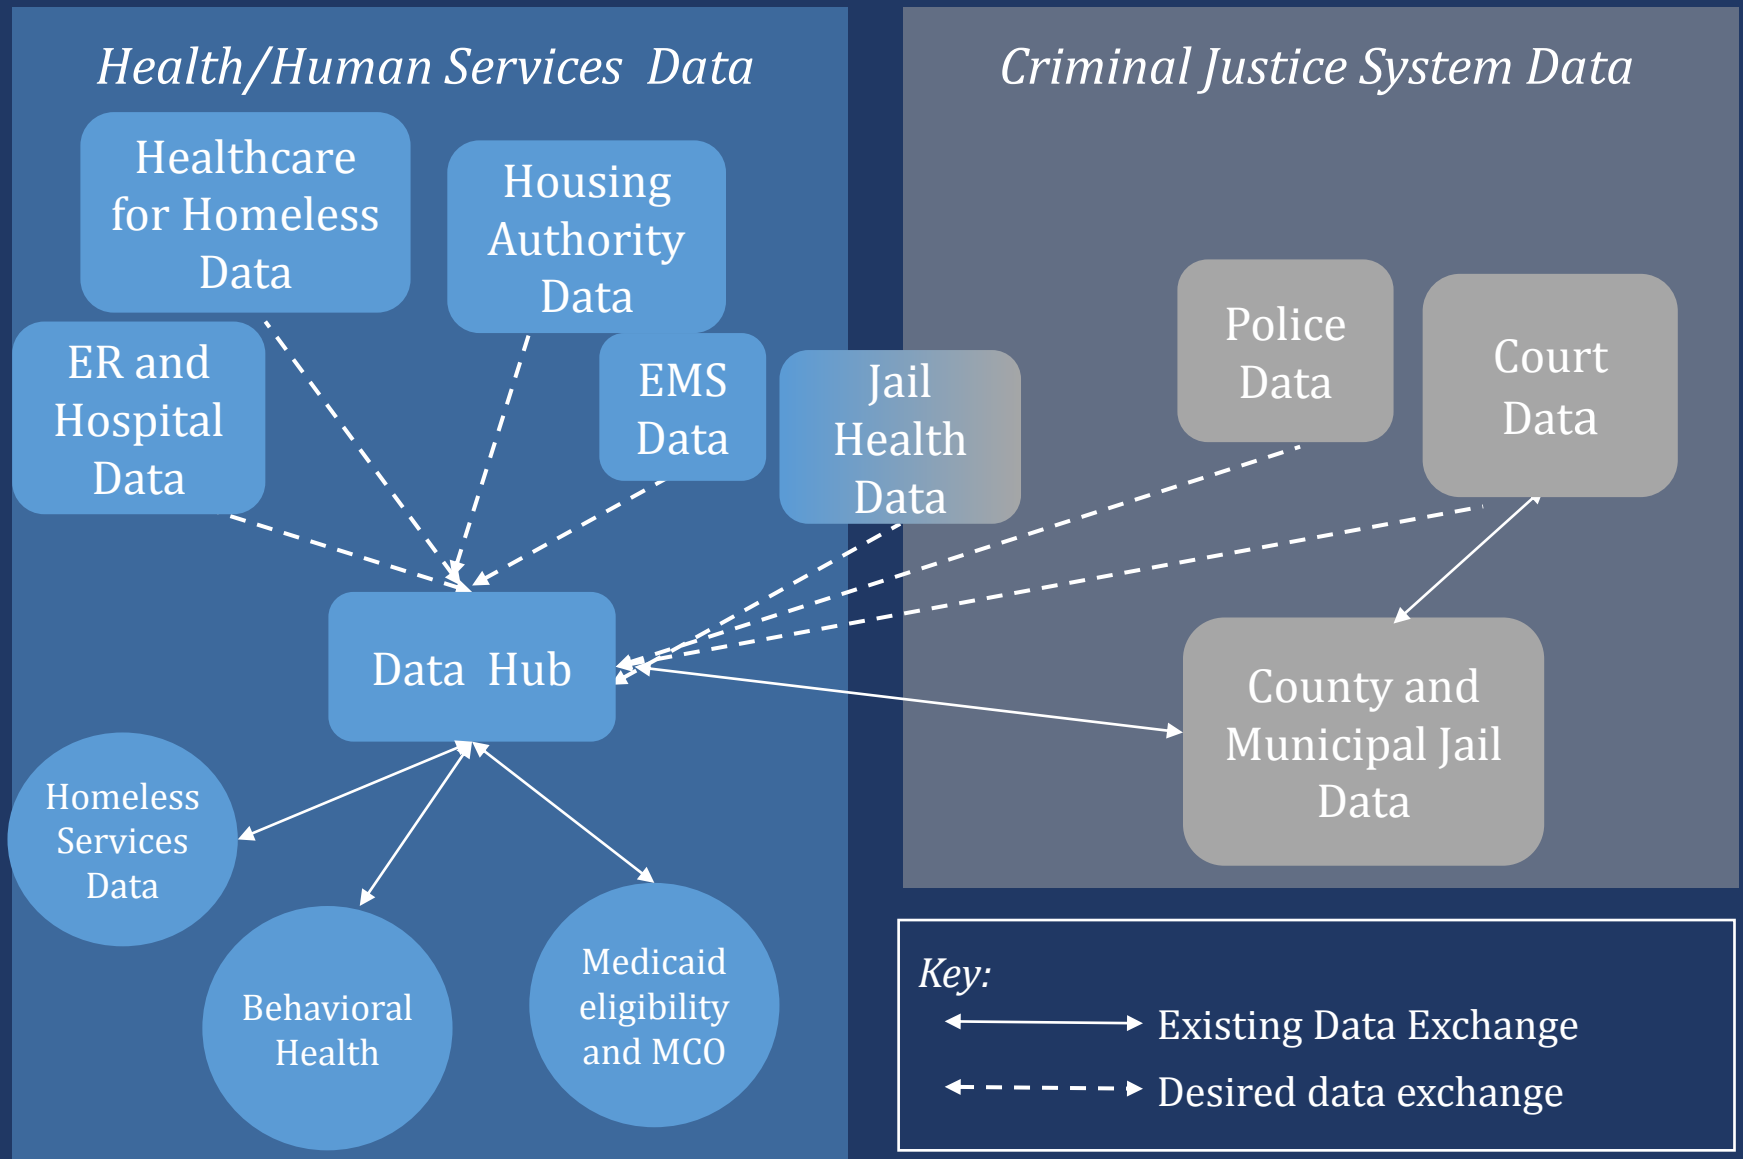 Health/Human Services  Data
Healthcare
for Homeless
Data
Housing
Authority
Data
ER and
Hospital
Data
EMS
Data
Jail
Health
Data
Data  Hub
Homeless
Services
Data
Behavioral
Health
Medicaid
eligibility
and MCO
Criminal Justice System Data
Police
Data
Court
Data
County and
Municipal Jail
Data
Key:
Existing Data Exchange
Desired data exchange